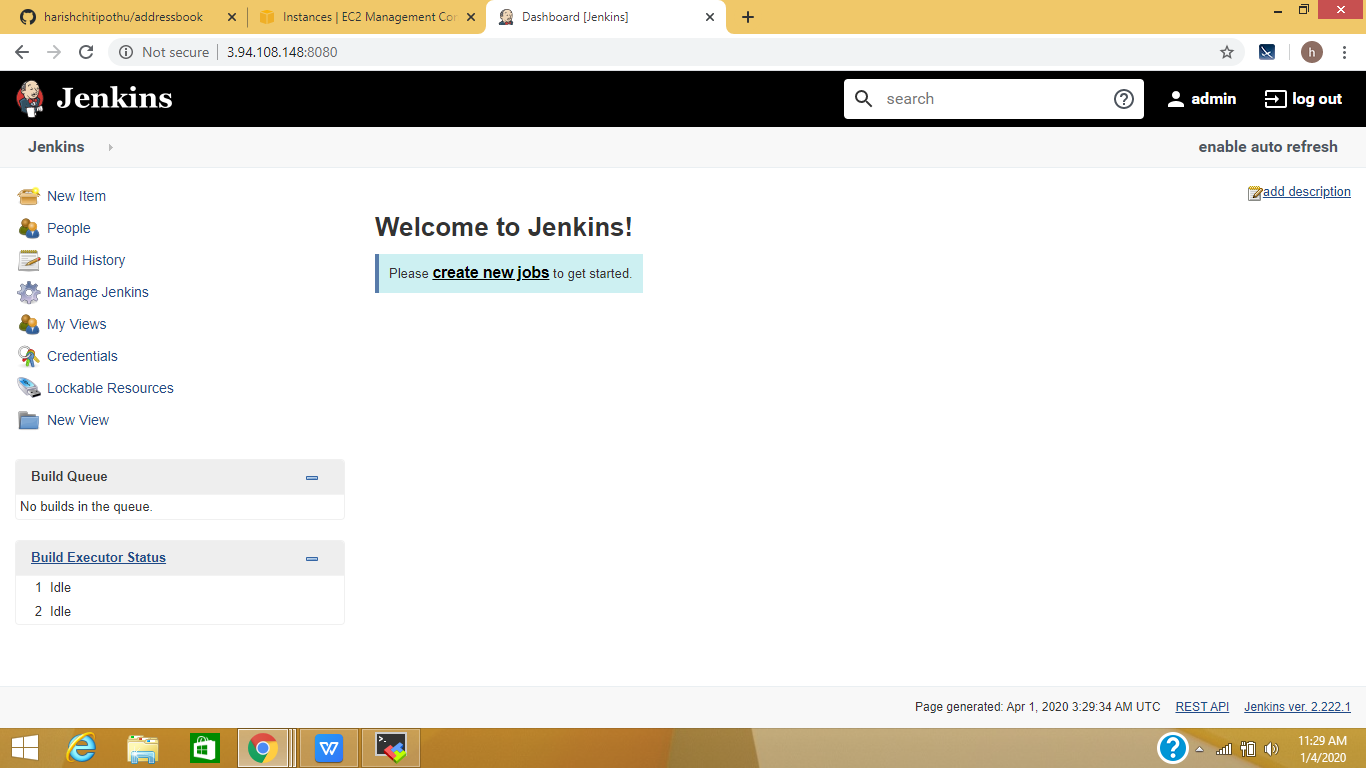 harishchitipothu/addressbook
Instances | EC2 Management Con
Dashboard [Jenkins]
Not secure
3.94.108.148:8080
h
Jenkins
search
admin
log out
Jenkins
enable auto refresh
New Item
People
Build History
Manage Jenkins
My Views
Credentials
Lockable Resources
New View
add description
Welcome to Jenkins!
Please create new jobs to get started.
Build Queue
No builds in the queue.
Build Executor Status
1 Idle
2 Idle
Page generated: Apr 1, 2020 3:29:34 AM UTC
REST API
Jenkins ver. 2.222.1
11:29 AM
1/4/2020